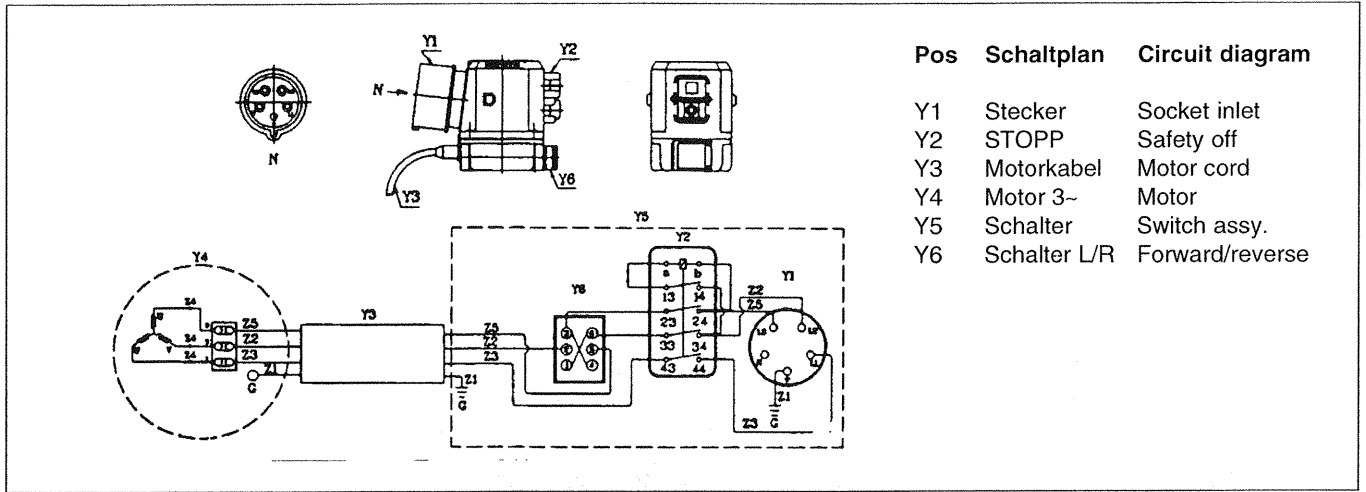 Pos Schaltplan Circuit diagram
Y1 Stecker Socket inlet
Y2 STOPP Safety off
Y3 Motorkabel Motor cord
Y4 Motor 3~ Motor
Y5 Schalter Switch assy.
Y6 Schalter L/R Forward/reverse
Y1
Y2
N
D
N
Y3
Y6
Y5
Y4
Y2
Y1
a b
13 14
23 24
33 34
43 44
Z4
Z4
Z4
V
Z5
Z2
Z3
Z1
G
Y3
Z5
Z2
Z3
Z1
G
Z2
Z5
Z1
G
Z3